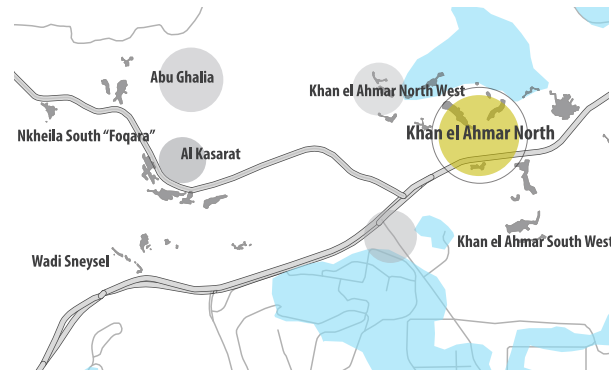 Abu Ghalia
Khan el Ahmar North West
Nkheila South “Foqara”
Khan el Ahmar North
Al Kasarat
Khan el Ahmar South West
Wadi Sneysel